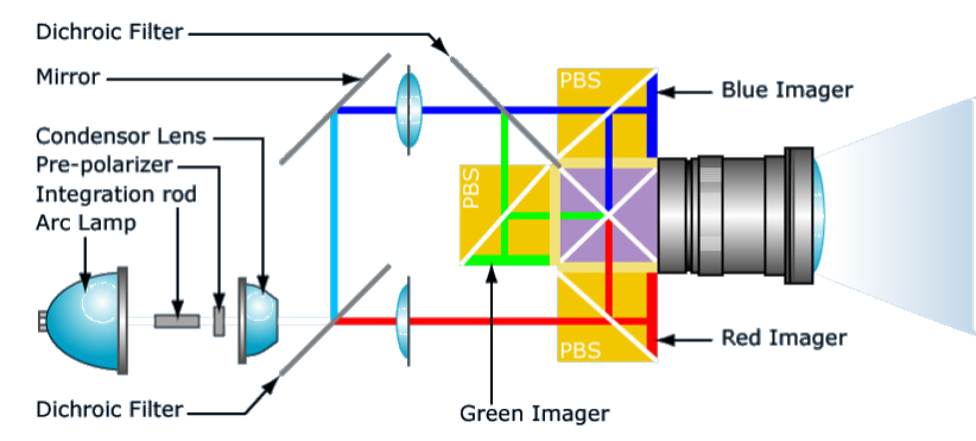 Dichroic Filter
Mirror
Condensor Lens
Pre-polarizer
Integration rod
Arc Lamp
Dichroic Filter
PBS
PBS
PBS
Blue Imager
Red Imager
Green Imager